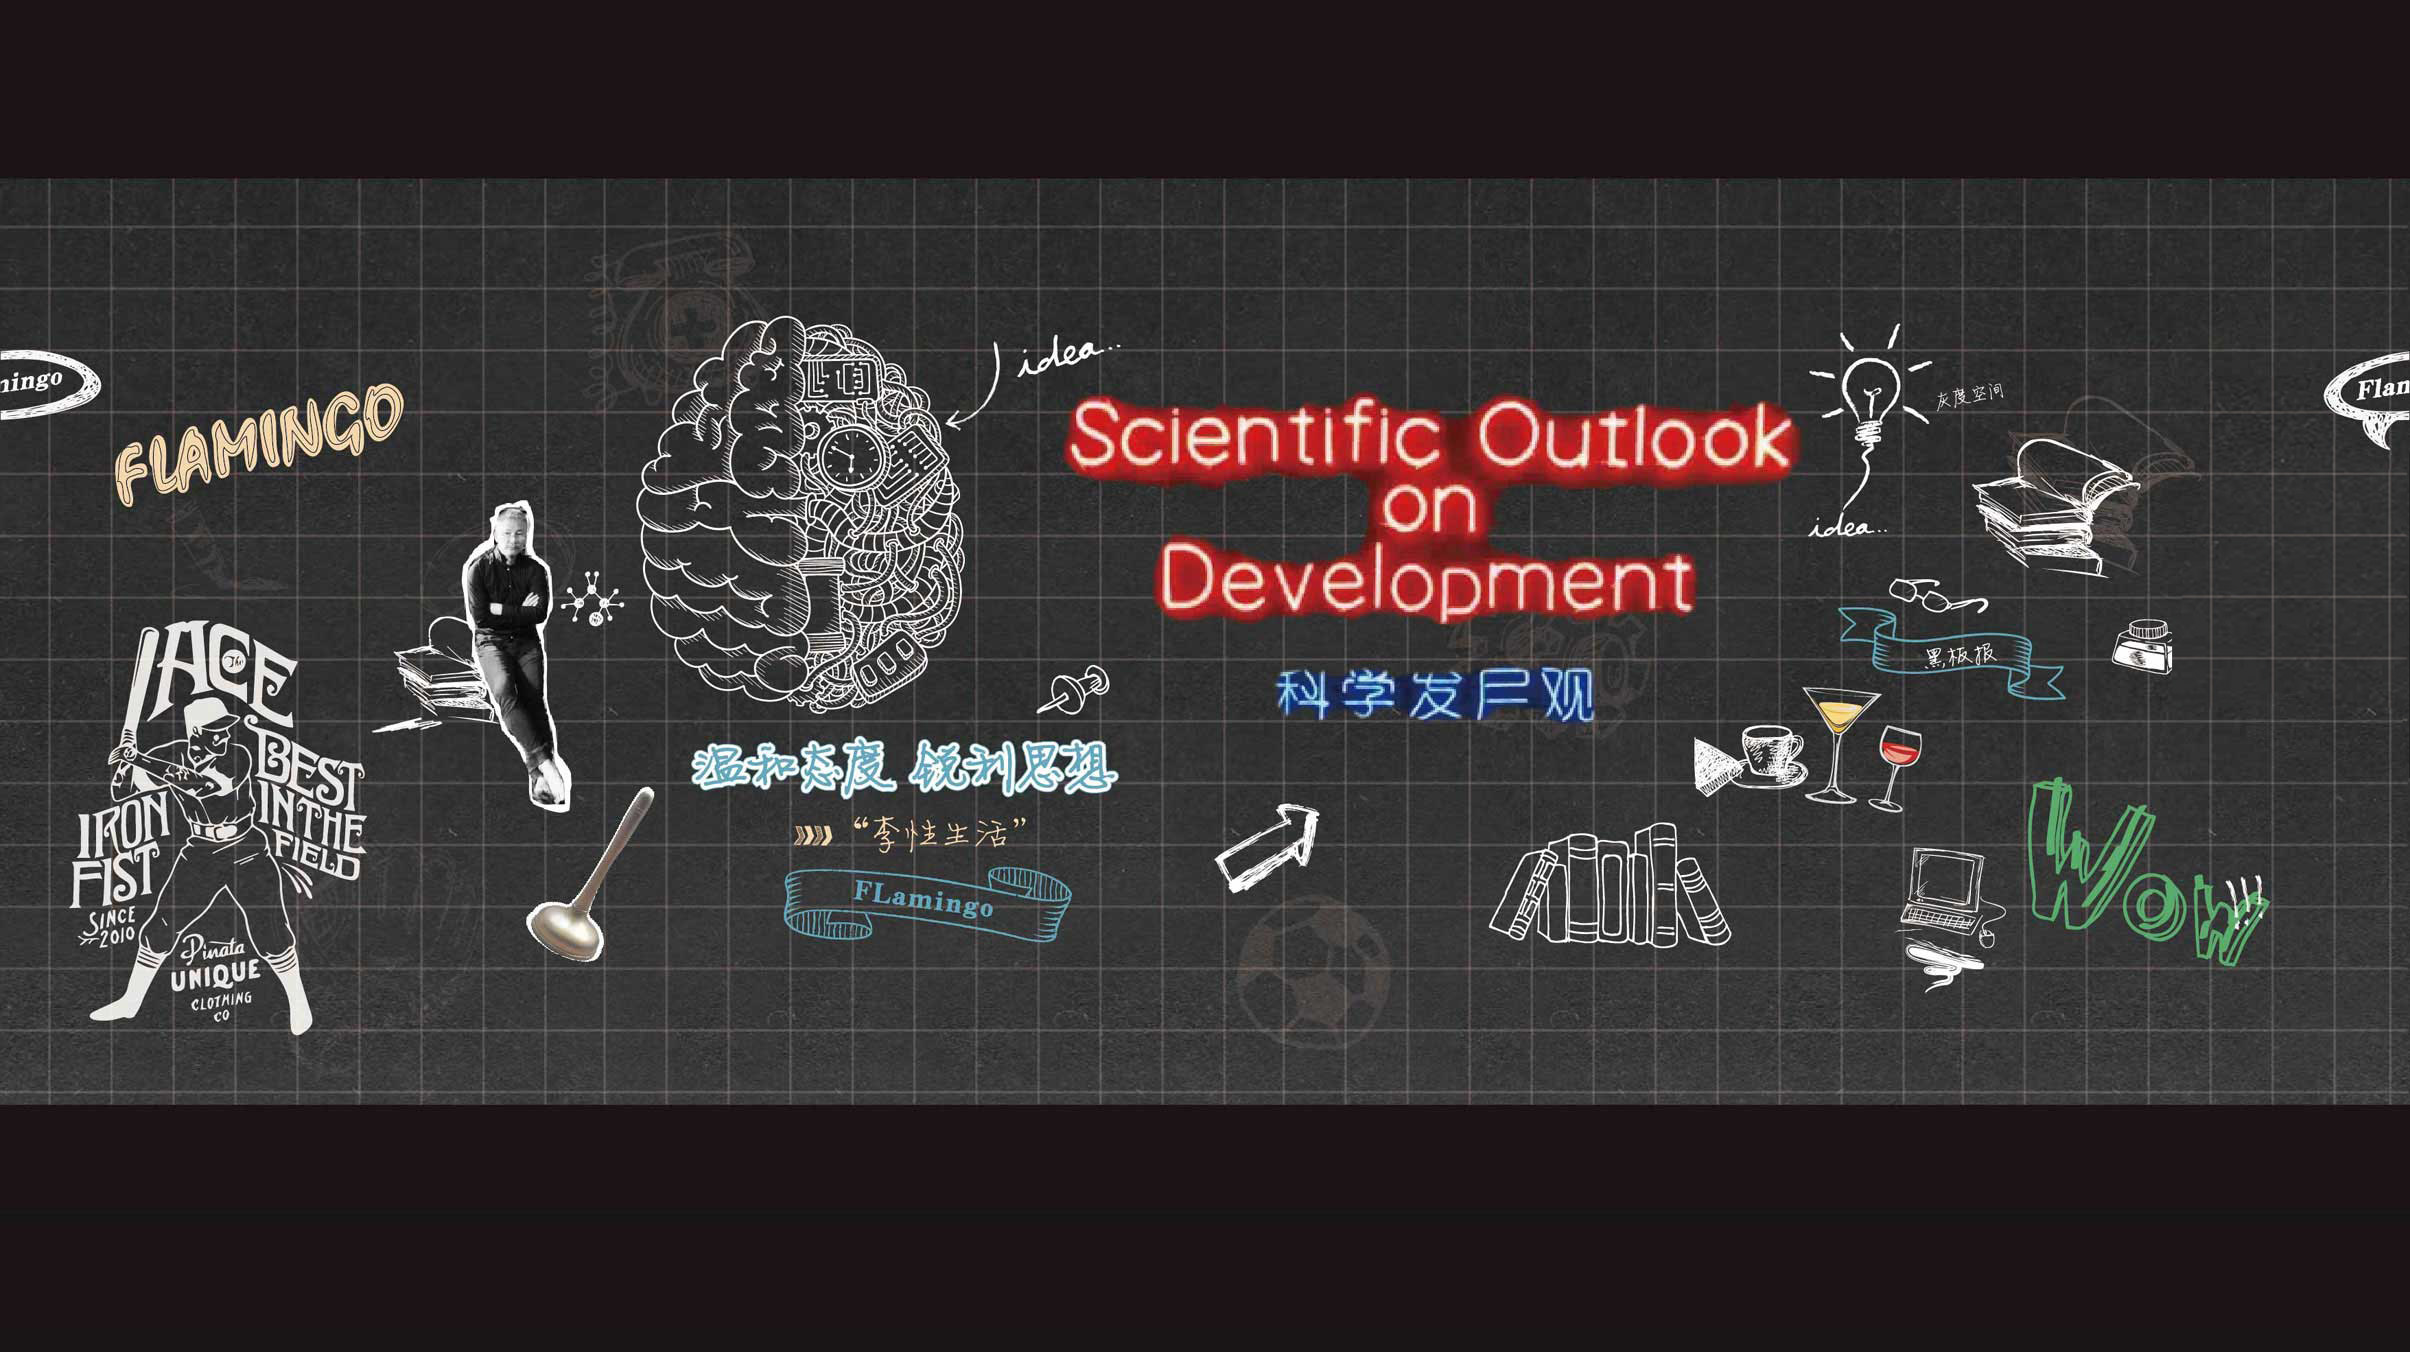 mingo
FLAMINGO
ACE
The
BEST
IN THE
FIELD
IRON
FIST
SINCE
2010
Pinata
UNIQUE
CLOTHING
CO
idea...
温和态度 锐利思想
“李性生活”
FLamingo
Scientific Outlook
on
Development
科学发尸观
灰度空间
idea...
黑板报
Wow
Flam